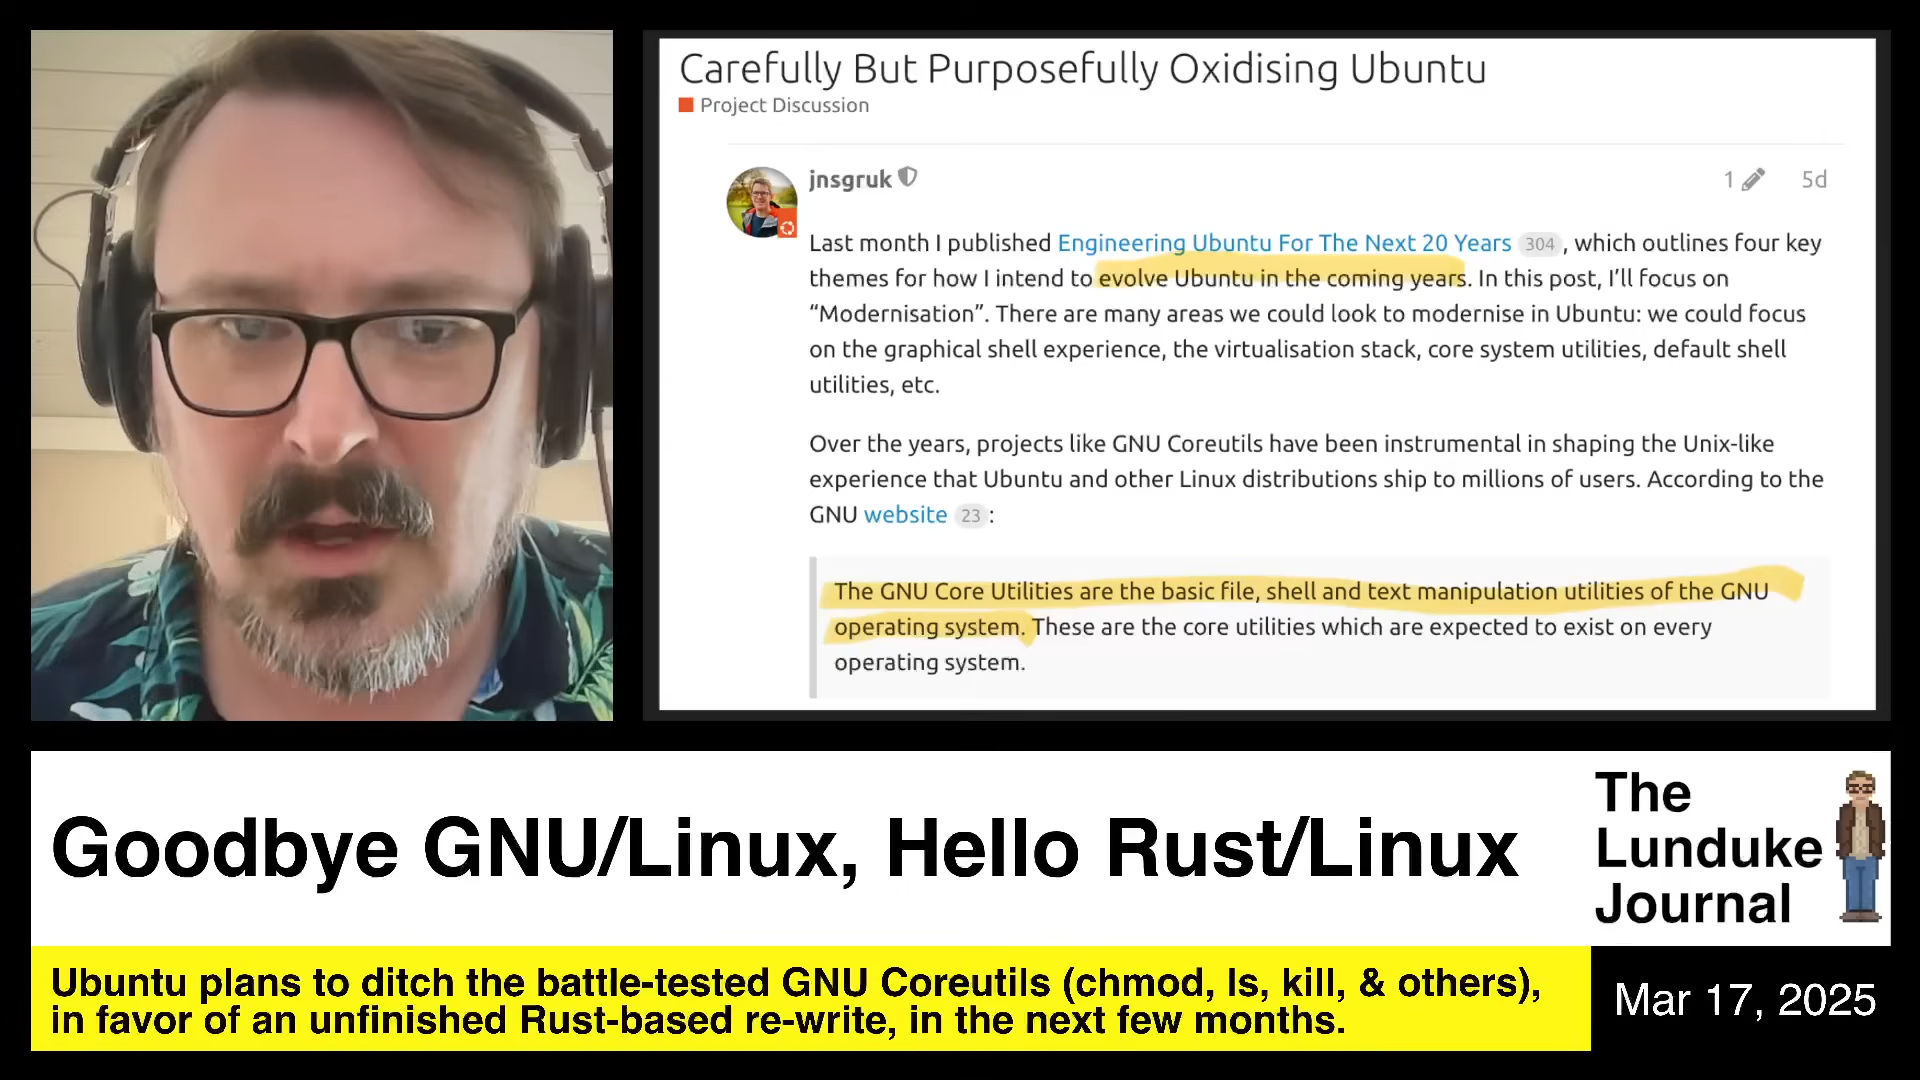 Carefully But Purposefully Oxidising Ubuntu
Project Discussion
jnsgruk
1
5d
Last month I published Engineering Ubuntu For The Next 20 Years 304 , which outlines four key
themes for how I intend to evolve Ubuntu in the coming years. In this post, I’ll focus on
“Modernisation”. There are many areas we could look to modernise in Ubuntu: we could focus
on the graphical shell experience, the virtualisation stack, core system utilities, default shell
utilities, etc.
Over the years, projects like GNU Coreutils have been instrumental in shaping the Unix-like
experience that Ubuntu and other Linux distributions ship to millions of users. According to the
GNU website 23 :
The GNU Core Utilities are the basic file, shell and text manipulation utilities of the GNU
operating system. These are the core utilities which are expected to exist on every
operating system.
Goodbye GNU/Linux, Hello Rust/Linux
The
Lunduke
Journal
Ubuntu plans to ditch the battle-tested GNU Coreutils (chmod, ls, kill, & others),
in favor of an unfinished Rust-based re-write, in the next few months.
Mar 17, 2025